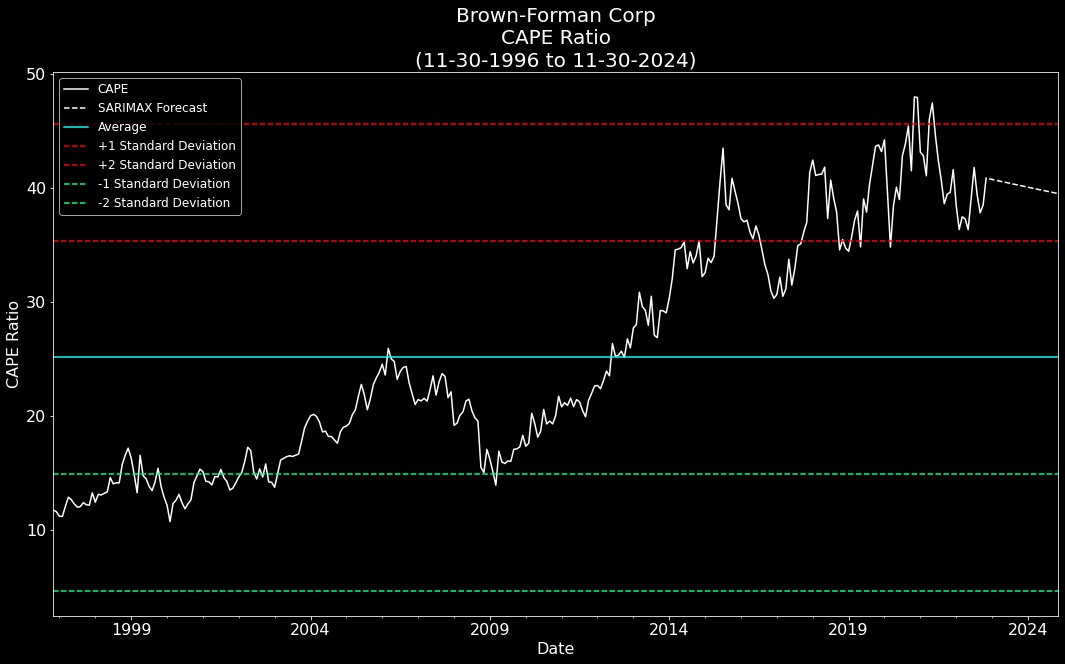 Brown-Forman Corp
CAPE Ratio
(11-30-1996 to 11-30-2024)
CAPE
SARIMAX Forecast
Average
+1 Standard Deviation
+2 Standard Deviation
-1 Standard Deviation
-2 Standard Deviation
50
40
30
20
10
CAPE Ratio
1999
2004
2009
2014
2019
2024
Date